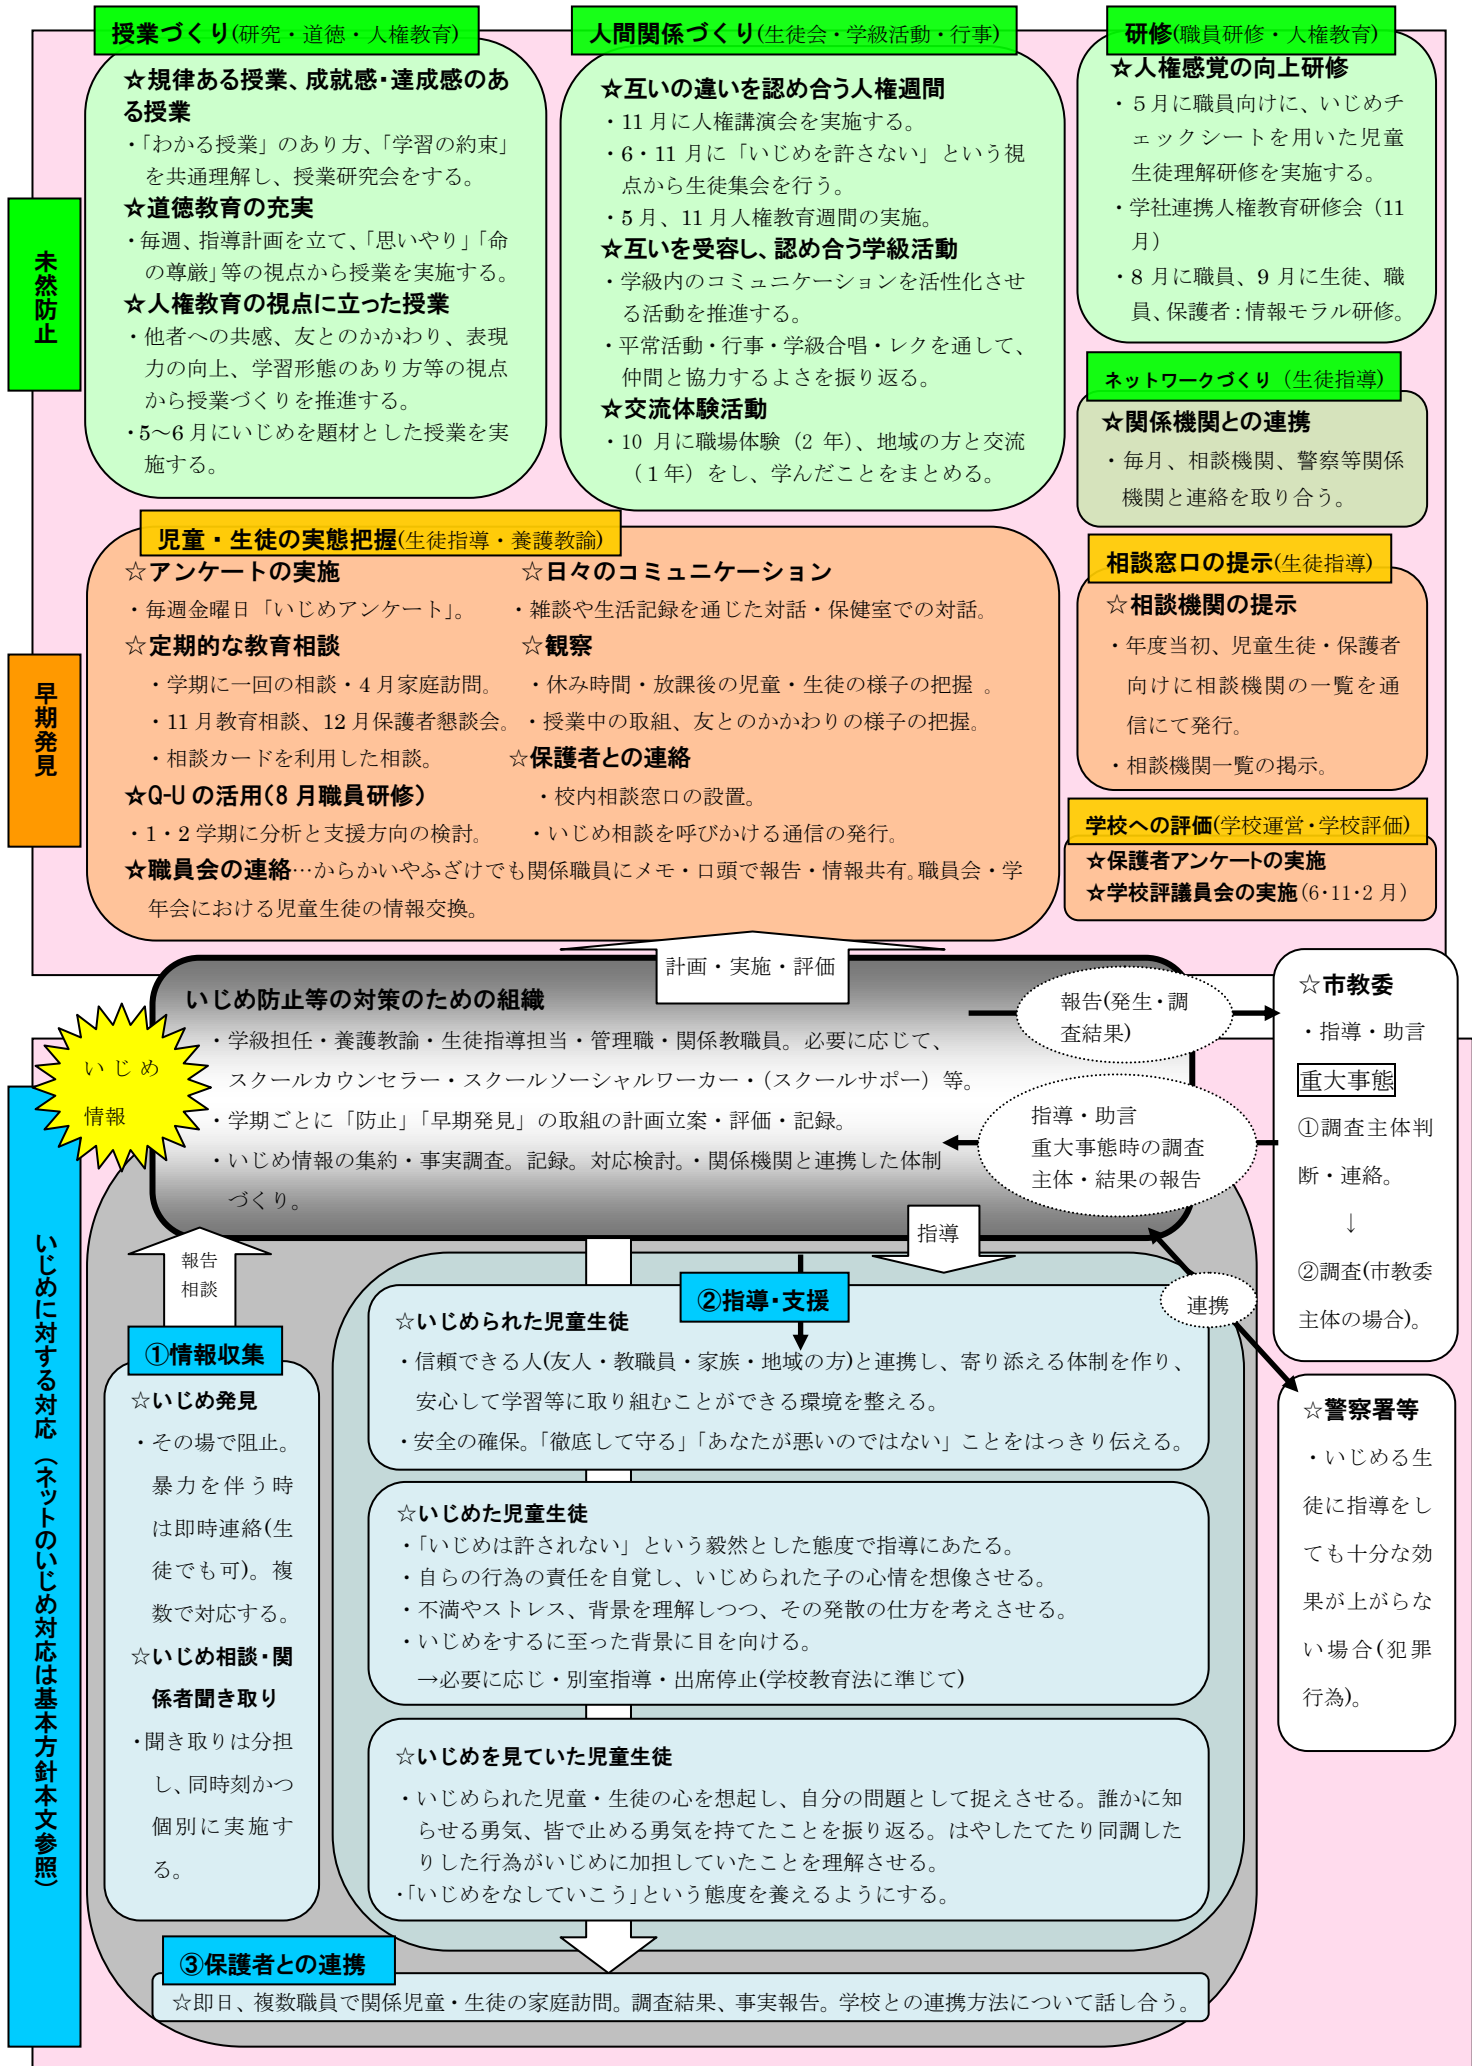 授業づくり(研究・道徳・人権教育)
☆規律ある授業、成就感・達成感のあ
る授業
・「わかる授業」のあり方、「学習の約束」
を共通理解し、授業研究会をする。
☆道徳教育の充実
・毎週、指導計画を立て、「思いやり」「命
の尊厳」等の視点から授業を実施する。
☆人権教育の視点に立った授業
・他者への共感、友とのかかわり、表現
力の向上、学習形態のあり方等の視点
から授業づくりを推進する。
・5～6月にいじめを題材とした授業を実
施する。
人間関係づくり(生徒会・学級活動・行事)
☆互いの違いを認め合う人権週間
・11月に人権講演会を実施する。
・6・11月に「いじめを許さない」という視
点から生徒集会を行う。
・5月、11月人権教育週間の実施。
☆互いを受容し、認め合う学級活動
・学級内のコミュニケーションを活性化させ
る活動を推進する。
・平常活動・行事・学級合唱・レクを通して、
仲間と協力するよさを振り返る。
☆交流体験活動
・10月に職場体験（2年）、地域の方と交流
（1年）をし、学んだことをまとめる。
研修(職員研修・人権教育)
☆人権感覚の向上研修
・５月に職員向けに、いじめチ
ェックシートを用いた児童
生徒理解研修を実施する。
・学社連携人権教育研修会（11
月）
・8月に職員、9月に生徒、職
員、保護者：情報モラル研修。
ネットワークづくり（生徒指導）
☆関係機関との連携
・毎月、相談機関、警察等関係
機関と連絡を取り合う。
未然防止
児童・生徒の実態把握(生徒指導・養護教諭)
☆アンケートの実施
・毎週金曜日「いじめアンケート」。
☆定期的な教育相談
・学期に一回の相談・4月家庭訪問。
・11月教育相談、12月保護者懇談会。
・相談カードを利用した相談。
☆Q-Uの活用(8月職員研修)
・1・2学期に分析と支援方向の検討。
☆日々のコミュニケーション
・雑談や生活記録を通じた対話・保健室での対話。
☆観察
・休み時間・放課後の児童・生徒の様子の把握 。
・授業中の取組、友とのかかわりの様子の把握。
☆保護者との連絡
・校内相談窓口の設置。
・いじめ相談を呼びかける通信の発行。
☆職員会の連絡…からかいやふざけでも関係職員にメモ・口頭で報告・情報共有。職員会・学
年会における児童生徒の情報交換。
相談窓口の提示(生徒指導)
☆相談機関の提示
・年度当初、児童生徒・保護者
向けに相談機関の一覧を通
信にて発行。
・相談機関一覧の掲示。
学校への評価(学校運営・学校評価)
☆保護者アンケートの実施
☆学校評議員会の実施(6・11・2月)
早期発見
計画・実施・評価
いじめ防止等の対策のための組織
・学級担任・養護教諭・生徒指導担当・管理職・関係教職員。必要に応じて、
スクールカウンセラー・スクールソーシャルワーカー・（スクールサポー）等。
・学期ごとに「防止」「早期発見」の取組の計画立案・評価・記録。
・いじめ情報の集約・事実調査。記録。対応検討。・関係機関と連携した体制
づくり。
いじめ
情報
報告(発生・調
査結果)
指導・助言
重大事態時の調査
主体・結果の報告
☆市教委
・指導・助言
重大事態
①調査主体判
断・連絡。
↓
②調査(市教委
主体の場合)。
連携
☆警察署等
・いじめる生
徒に指導をし
ても十分な効
果が上がらな
い場合(犯罪
行為)。
いじめに対する対応（ネットのいじめ対応は基本方針本文参照）
報告
相談
指導
①情報収集
☆いじめ発見
・その場で阻止。
暴力を伴う時
は即時連絡(生
徒でも可)。複
数で対応する。
☆いじめ相談・関
係者聞き取り
・聞き取りは分担
し、同時刻かつ
個別に実施す
る。
②指導・支援
☆いじめられた児童生徒
・信頼できる人(友人・教職員・家族・地域の方)と連携し、寄り添える体制を作り、
安心して学習等に取り組むことができる環境を整える。
・安全の確保。「徹底して守る」「あなたが悪いのではない」ことをはっきり伝える。
☆いじめた児童生徒
・「いじめは許されない」という毅然とした態度で指導にあたる。
・自らの行為の責任を自覚し、いじめられた子の心情を想像させる。
・不満やストレス、背景を理解しつつ、その発散の仕方を考えさせる。
・いじめをするに至った背景に目を向ける。
→必要に応じ・別室指導・出席停止(学校教育法に準じて)
☆いじめを見ていた児童生徒
・いじめられた児童・生徒の心を想起し、自分の問題として捉えさせる。誰かに知
らせる勇気、皆で止める勇気を持てたことを振り返る。はやしたてたり同調した
りした行為がいじめに加担していたことを理解させる。
・「いじめをなしていこう」という態度を養えるようにする。
③保護者との連携
☆即日、複数職員で関係児童・生徒の家庭訪問。調査結果、事実報告。学校との連携方法について話し合う。